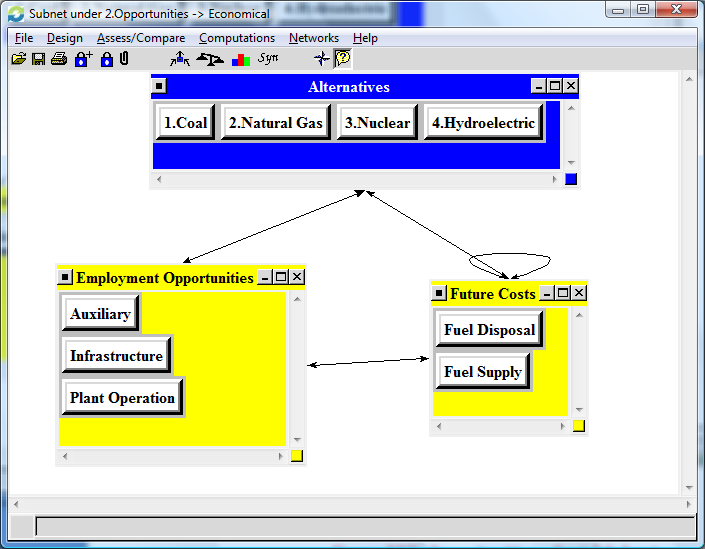 Subnet under 2.Opportunities -> Economical
File Design Assess/Compare Computations Networks Help
Syn
Alternatives
1.Coal 2.Natural Gas 3.Nuclear 4.Hydroelectric
Employment Opportunities
Auxiliary
Infrastructure
Plant Operation
Future Costs
Fuel Disposal
Fuel Supply